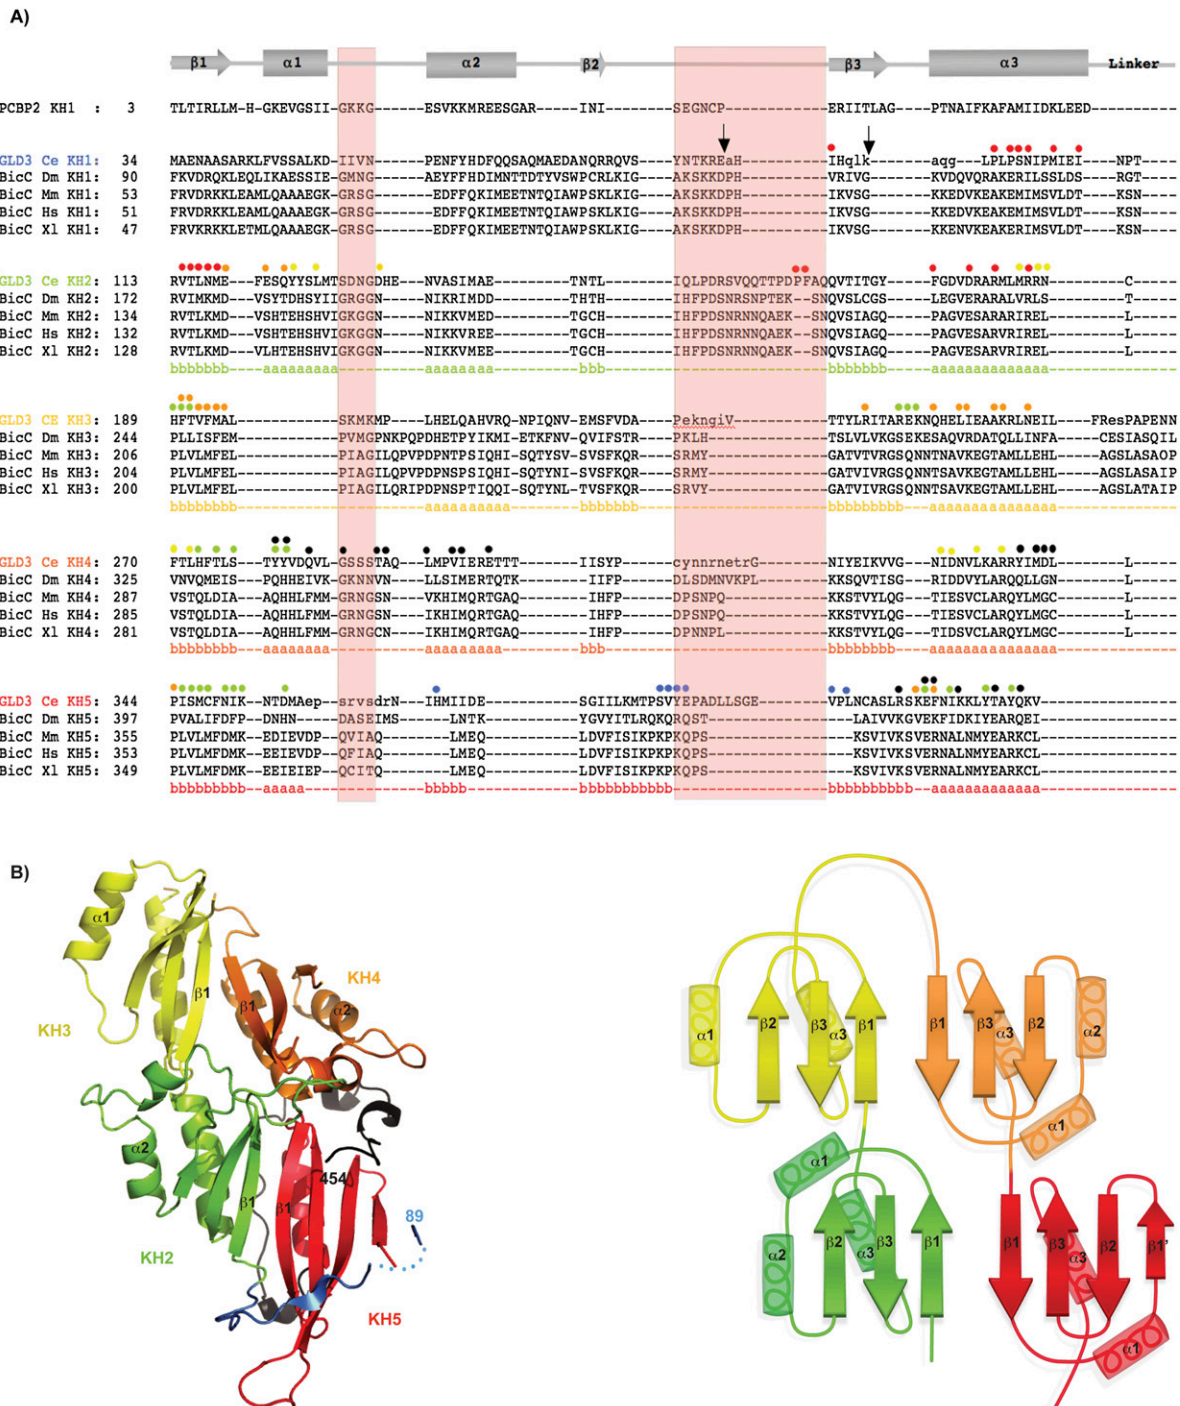 A)
β1 α1 α2 β2 β3 α3 Linker
PCBP2 KH1 : 3 TLTIRLLM-H-GKEVGSII-GKKG------ESVKKMREESGAR-----INI--------SEGNCP------------ERIITLAG----PTNAIFKAFAMIIDKLEED----------
GLD3 Ce KH1: 34 MAENAASARKLFVSSALKD-IIVN------PENFYHDFQQSAQMAEDANQRRQVS----YNTKREaH----------IHqlk-------aqg----LPLPSNIPMIEI----NPT----
BicC Dm KH1: 90 FKVDRQKLEQLIKAESSIE-GMNG------AEYFFHDIMNTTDTYVSWPCRLKIG----AKSKKDPH----------VRIVG-------KVDQVQRAKERILSSLDS---RGT----
BicC Mm KH1: 53 FRVDRKKLEAMLQAAAEGK-GRSG-------EDFFQKIMEETNTQIAWPSKLKIG----AKSKKDPH----------IKVSG-------KKEDVKEAKEMIMSVLDT----KSN----
BicC Hs KH1: 51 FRVDRKKLEAMLQAAAEGK-GRSG-------EDFFQKIMEETNTQIAWPSKLKIG----AKSKKDPH----------IKVSG-------KKEDVKEAKEMIMSVLDT----KSN----
BicC Xl KH1: 47 FRVKRKKLETMLQAAAEGK-GRSG-------EDFFQKIMEETNTQIAWPSKLKIG----AKSKKDPH----------IKVSG-------KKEDVKEAKEMIMSVLDT----KSN----
GLD3 Ce KH2: 113 RVTLNME---FESQYYSLMTSDNGDHE---NVASIMAE---------TNTL--------IQLPDRSVQQTTPDPFAQQVTITGY-----FGDVDRARMLMRRN---------C-----
BicC Dm KH2: 172 RVIMKMD---VSYTDHSYIIGRGGN-----NIKRIMDD---------THTH--------IHFPDSNRSNPTEK---SNQVSLCGS----LEGVERARALVRLS---------T-----
BicC Mm KH2: 134 RVTLKMD---VSHTEHSHVIGKGGN-----NIKKVMEE---------TGCH--------IHFPDSNRNNQAEK---SNQVSIAGQ----PAGVESARARIREL---------L-----
BicC Hs KH2: 132 RVTLKMD---VSHTEHSHVIGKGGN-----NIKKVREE---------TGCH--------IHFPDSNRNNQAEK---SNQVSIAGQ----PAGVESARVRIREL---------L-----
BicC Xl KH2: 128 RVTLKMD---VLHTEHSHVIGKGGN-----NIKKVMEE---------TGCH--------IHFPDSNRNNQAEK---SNQVSIAGQ----PAGVESARVRIREL---------L-----
bbbbbbb---aaaaaaaaa----------aaaaaaaa----------bbb--------------------------bbbbbbb----aaaaaaaaaaaaa---------------
GLD3 CE KH3: 189 HFTVFMAL-----------SKMKMP---LHELQAHVRQ-NPIQNV-EMSFVDA----PekngiV----------TTYLRITAREKNQHELIEAAKRLNEIL----FResPAPENN
BicC Dm KH3: 244 PLLISFEM-----------PVMGPNKPKQPDHETPYIKMI-ETKFNV-QVIFSTR----PKLH-------------TSLVLVKGSEKESAQVRDATQLLINFA----CESIASQIL
BicC Mm KH3: 206 PLVLMFEL-----------PIAGILQPVPDPNTPSIQHI-SQTYSV-SVSFKQR----SRMY-------------GATVTVRGSQNNTNAVKEGTAMLLEHL----AGSLASAOP
BicC Hs KH3: 204 PLVLMFEL-----------PIAGILQPVPDPNSPSIQHI-SQTYNI-SVSFKQR----SRMY-------------GATVIVRGSQNNTSAVKEGTAMLLEHL----AGSLASAIP
BicC Xl KH3: 200 PLVLMFEL-----------PIAGILQRIPDPNSPTIQQI-SQTYNL-TVSFKQR----SRVY-------------GATVIVRGSQNNTSAVKEGTAMLLEHL----AGSLATAIP
bbbbbbbb----------------------aaaaaaaaaa---------bbbbbbb--------------------bbbbbbbbb---aaaaaaaaaaaaa--------------
GLD3 Ce KH4: 270 FTLHFTLS---TYYVDQVL-GSSSTAQ---LMPVIERETTT------IISYP------cynnrnetrG--------NIYEIKVVG---NIDNVLKARRYIMDL-------L-----
BicC Dm KH4: 325 VNVQMEIS---PQHHEIVK-GKNNVN----LLSIMERTQTK-------IIFP------DLSDMNVKPL--------KKSQVTISG---RIDDVYLARQQLLGN-------L-----
BicC Mm KH4: 287 VSTQLDIA---AQHHLFMM-GRNGSN----VKHIMQRTGAQ-------IHFP------DPSNPQ------------KKSTVYLQG---TIESVCLARQYLMGC-------L-----
BicC Hs KH4: 285 VSTQLDIA---AQHHLFMM-GRNGSN----IKHIMQRTGAQ-------IHFP------DPSNPQ------------KKSTVYLQG---TIESVCLARQYLMGC-------L-----
BicC Xl KH4: 281 VSTQLDIA---AQHHLFMM-GRNGCN----IKHIMQRTGAQ-------IHFP------DPNNPL------------KKSTVYLQG---TIDSVCLARQYLMGC-------L-----
bbbbbbbb---aaaaaaaa------------aaaaaaaaaa-------bbb---------------------------bbbbbbbb---aaaaaaaaaaaaa--------------
GLD3 Ce KH5: 344 PISMCFNIK--NTDMAep--srvsdrN----IHMIIDE-----------SGIILKMTPSVYEPADLLSGE--------VPLNCASLRSKEFNIKKLYTAYQKV---------------
BicC Dm KH5: 397 PVALIFDFP--DNHN-----DASEIMS------LNTK-----------YGVYITLRQKQRQST--------------LAIVVKGVEKFIDKIYEARQEI---------------
BicC Mm KH5: 355 PLVLMFDMK--EDIEVDP--QVIAQ--------LMEQ-----------LDVFISIKPKPKQPS--------------KSVIVKSVERNALNMYEARKCL---------------
BicC Hs KH5: 353 PLVLMFDMK--EEIEVDP--QFIAQ--------LMEQ-----------LDVFISIKPKPKQPS--------------KSVIVKSVERNALNMYEARKCL---------------
BicC Xl KH5: 349 PLVLMFDMK--EEIEIEP--QCITQ--------LMEQ-----------LDVFISIKPKPKQPS--------------KSVIVKSVERNALNMYEARKCL---------------
bbbbbbbbb--aaaaa--------------bbbbb------------bbbbbbbbbbb------------------bbbbbbbbbb--aaaaaaaaaaaaa---------------
B)
α1
β1
KH3
KH4
α2
β1
α2
β1
KH2
β1
454
89
KH5
α1 β2 β3 α3 β1
β1 β3 α3 β2 α2
α1
α1
α2 β2 α3 β3 β1
β1 β3 α3 β2 β1'
α1